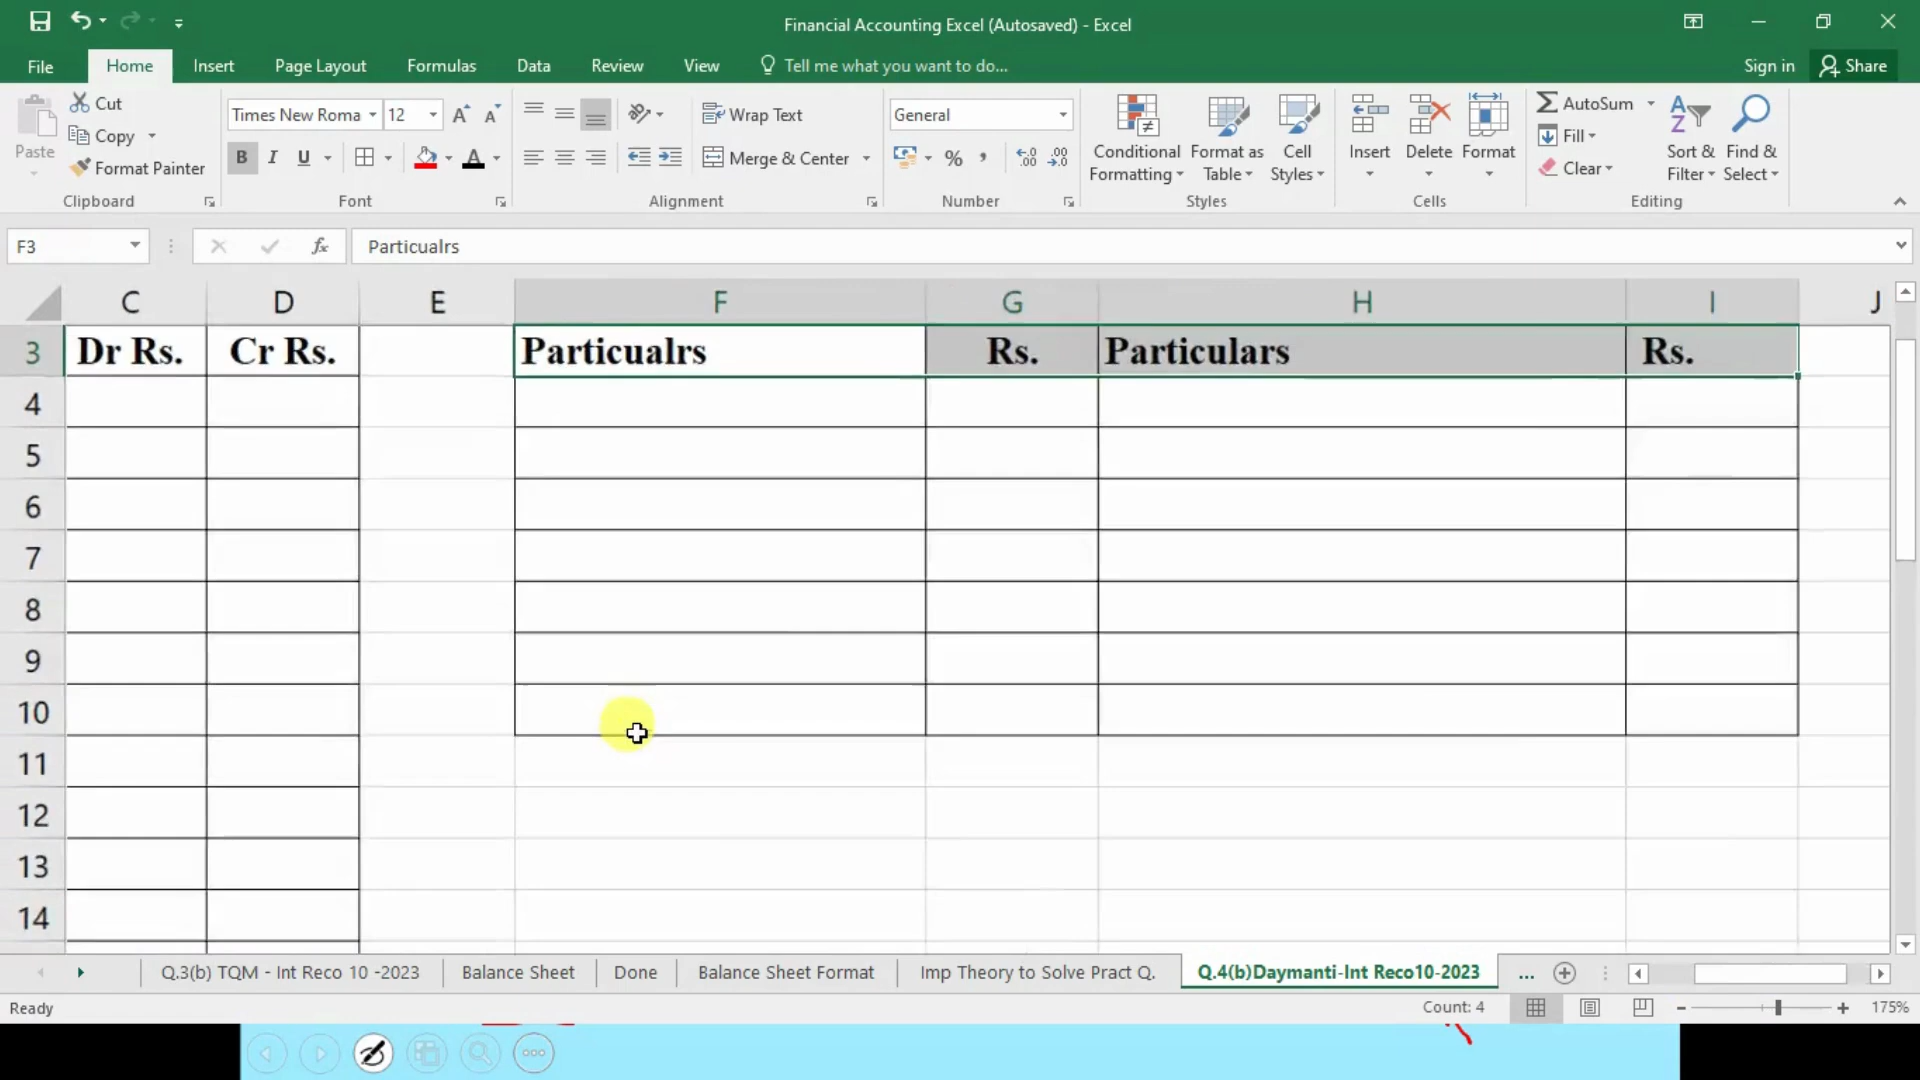 Financial Accounting Excel (Autosaved) - Excel
File Home Insert Page Layout Formulas Data Review View Tell me what you want to do... Sign in Share
Paste Cut Copy Format Painter Clipboard
Times New Roma 12 A A B I U A Font
Wrap Text Merge & Center Alignment
General % , .00 .0 .00 Number
Conditional Formatting Format as Table Cell Styles Styles
Insert Delete Format Cells
AutoSum Fill Clear Sort & Filter Find & Select Editing
F3 fx Particualrs
C D E F G H I J
3 Dr Rs. Cr Rs. Particualrs Rs. Particulars Rs.
4
5
6
7
8
9
10
11
12
13
14
Q.3(b) TQM - Int Reco 10 -2023 Balance Sheet Done Balance Sheet Format Imp Theory to Solve Pract Q. Q.4(b)Daymanti-Int Reco10-2023 ...
Ready Count: 4 175%